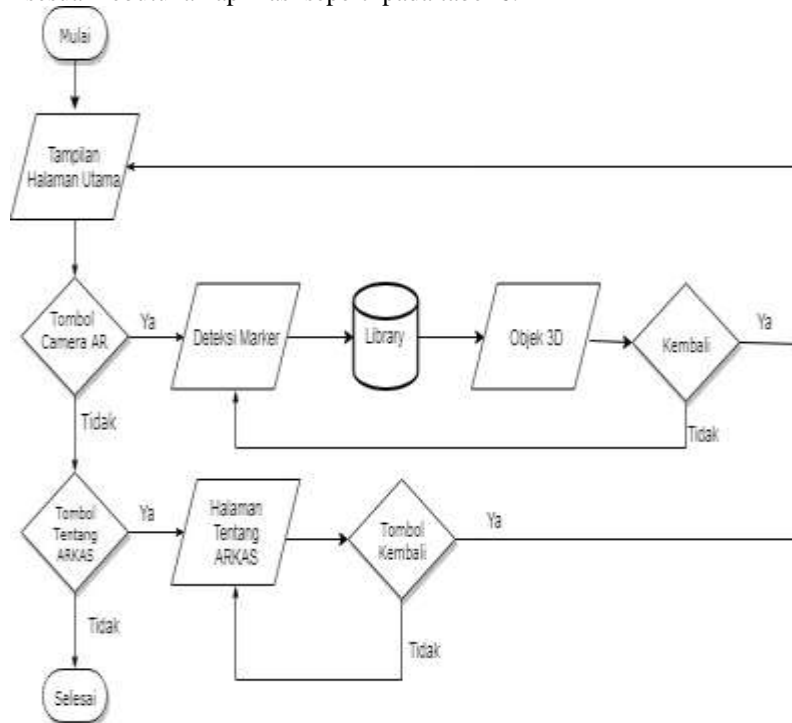 Mulai
Tampilan
Halaman Utama
Tombol
Camera AR
Ya
Deteksi Marker
Library
Objek 3D
Kembali
Ya
Tidak
Tidak
Tombol
Tentang
ARKAS
Ya
Halaman
Tentang
ARKAS
Tombol
Kembali
Ya
Tidak
Tidak
Selesai